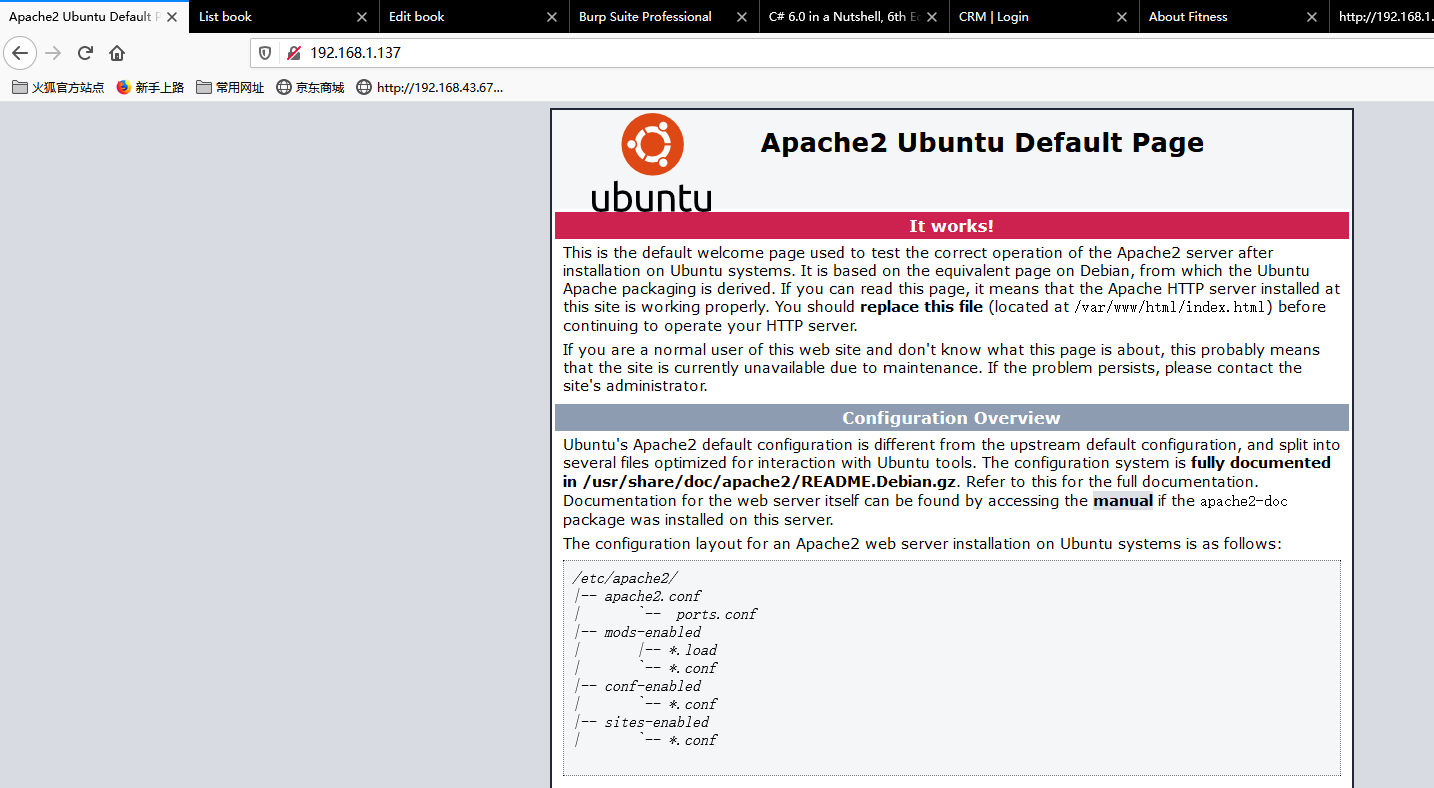 Apache2 Ubuntu Default P
List book
Edit book
Burp Suite Professional
C# 6.0 in a Nutshell, 6th Ed
CRM | Login
About Fitness
http://192.168.1.
192.168.1.137
火狐官方站点
新手上路
常用网址
京东商城
http://192.168.43.67...
ubuntu
Apache2 Ubuntu Default Page
It works!
This is the default welcome page used to test the correct operation of the Apache2 server after
installation on Ubuntu systems. It is based on the equivalent page on Debian, from which the Ubuntu
Apache packaging is derived. If you can read this page, it means that the Apache HTTP server installed at
this site is working properly. You should replace this file (located at /var/www/html/index.html) before
continuing to operate your HTTP server.
If you are a normal user of this web site and don't know what this page is about, this probably means
that the site is currently unavailable due to maintenance. If the problem persists, please contact the
site's administrator.
Configuration Overview
Ubuntu's Apache2 default configuration is different from the upstream default configuration, and split into
several files optimized for interaction with Ubuntu tools. The configuration system is fully documented
in /usr/share/doc/apache2/README.Debian.gz. Refer to this for the full documentation.
Documentation for the web server itself can be found by accessing the manual if the apache2-doc
package was installed on this server.
The configuration layout for an Apache2 web server installation on Ubuntu systems is as follows:
/etc/apache2/
|-- apache2.conf
|       `--  ports.conf
|-- mods-enabled
|       |-- *.load
|       `-- *.conf
|-- conf-enabled
|       `-- *.conf
|-- sites-enabled
|       `-- *.conf